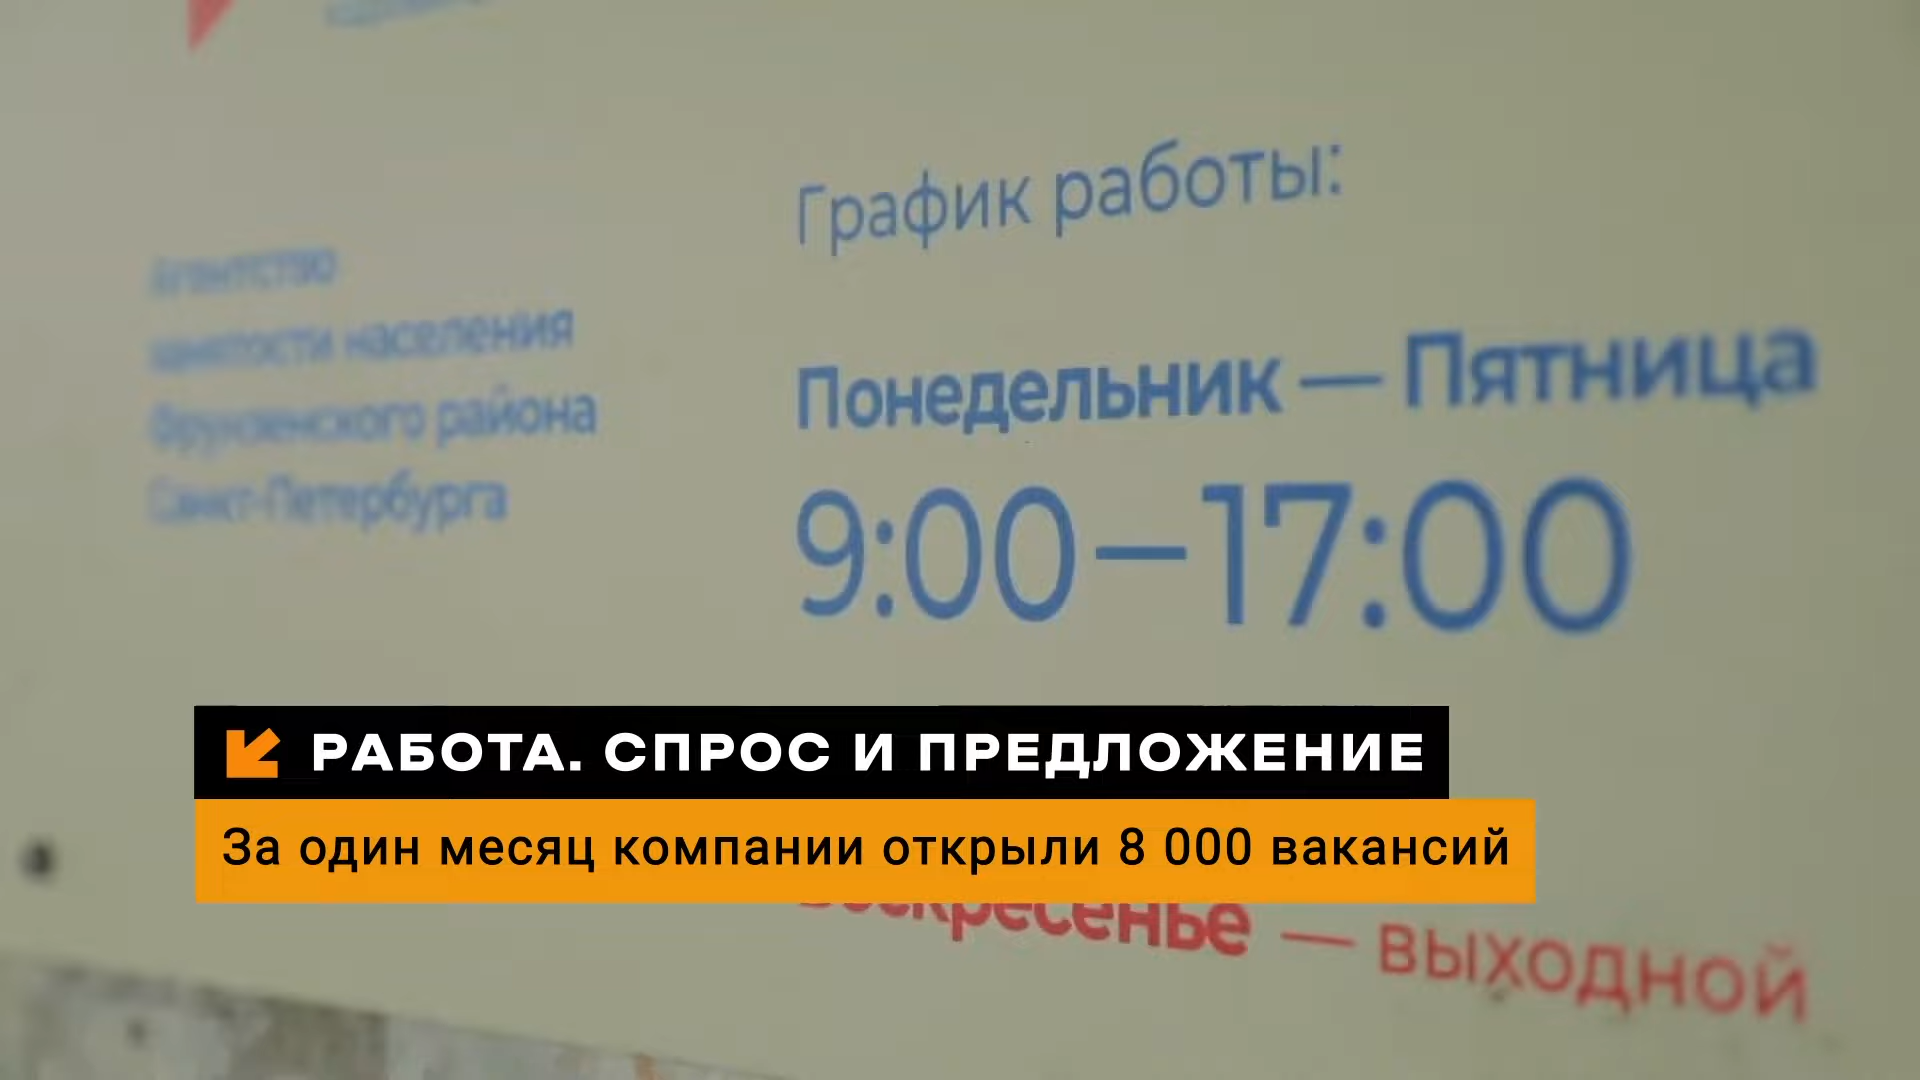 Агентство
занятости населения
Фрунзенского района
Санкт-Петербурга
График работы:
Понедельник — Пятница
9:00–17:00
РАБОТА. СПРОС И ПРЕДЛОЖЕНИЕ
За один месяц компании открыли 8 000 вакансий
Воскресенье — выходной